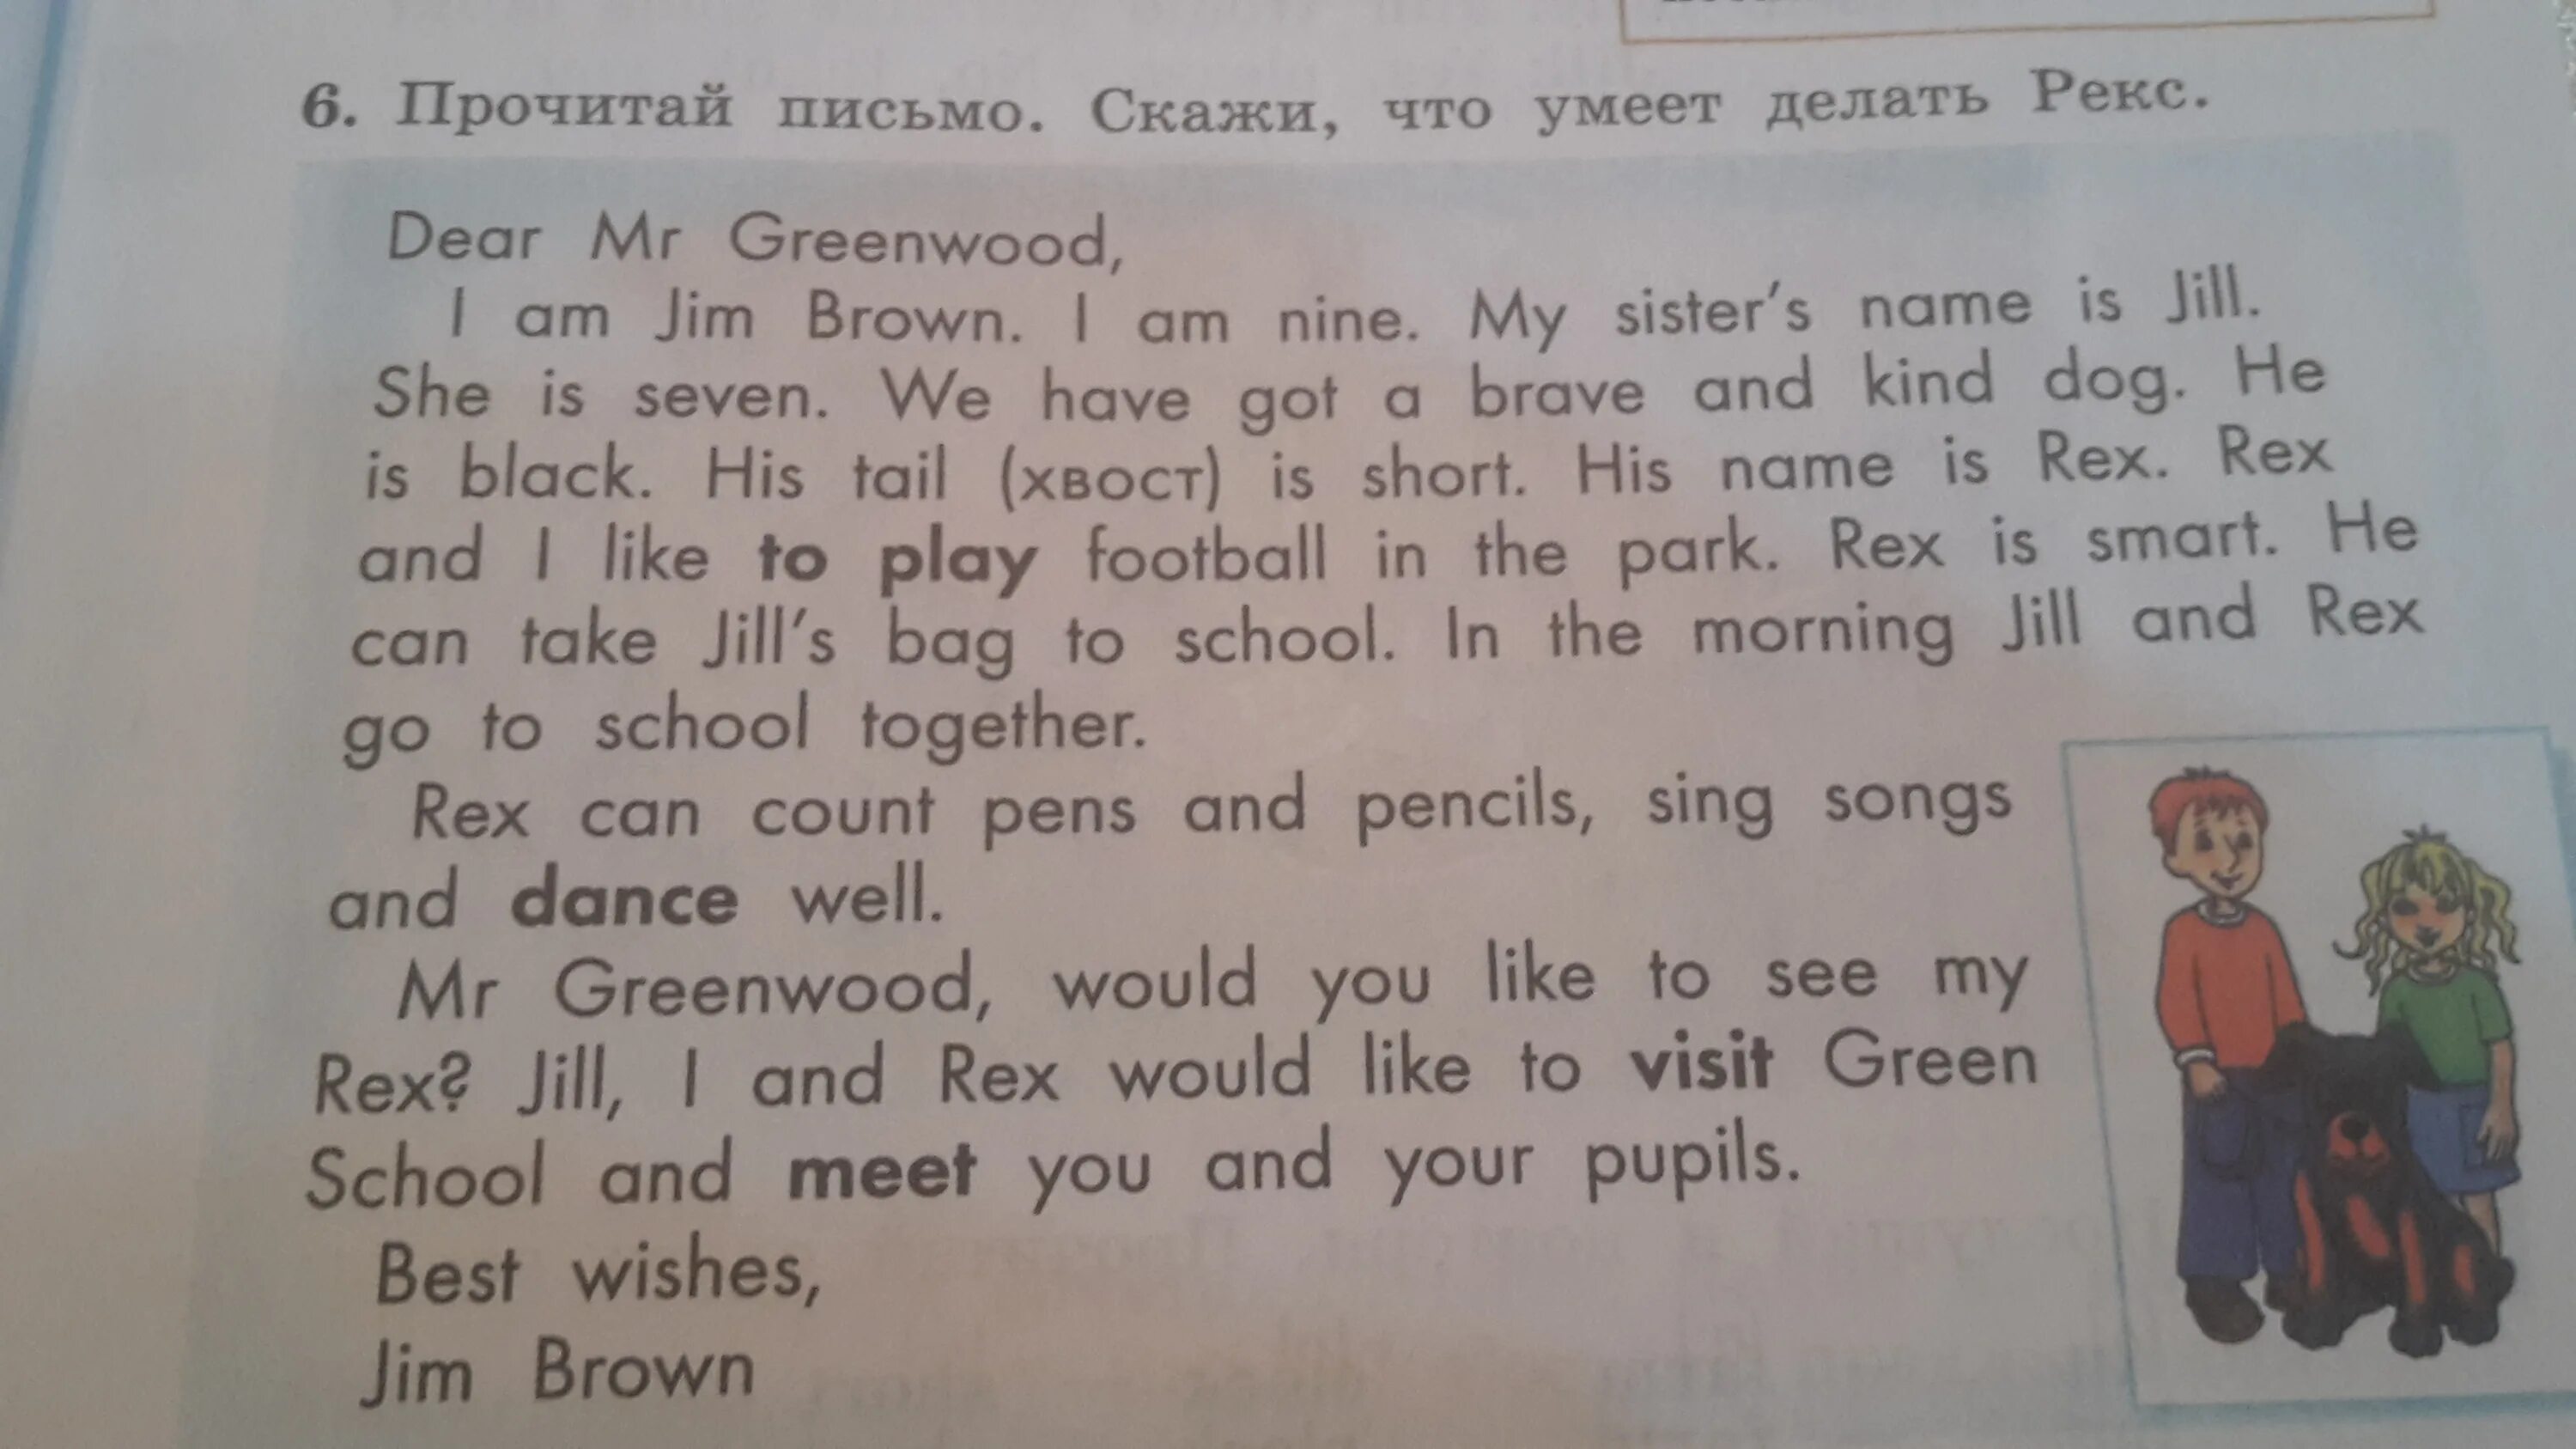 6. Прочитай письмо. Скажи, что умеет делать Рекс.
Dear Mr Greenwood,
I am Jim Brown. I am nine. My sister's name is Jill.
She is seven. We have got a brave and kind dog. He
is black. His tail (хвост) is short. His name is Rex. Rex
and I like to play football in the park. Rex is smart. He
can take Jill's bag to school. In the morning Jill and Rex
go to school together.
Rex can count pens and pencils, sing songs
and dance well.
Mr Greenwood, would you like to see my
Rex? Jill, I and Rex would like to visit Green
School and meet you and your pupils.
Best wishes,
Jim Brown